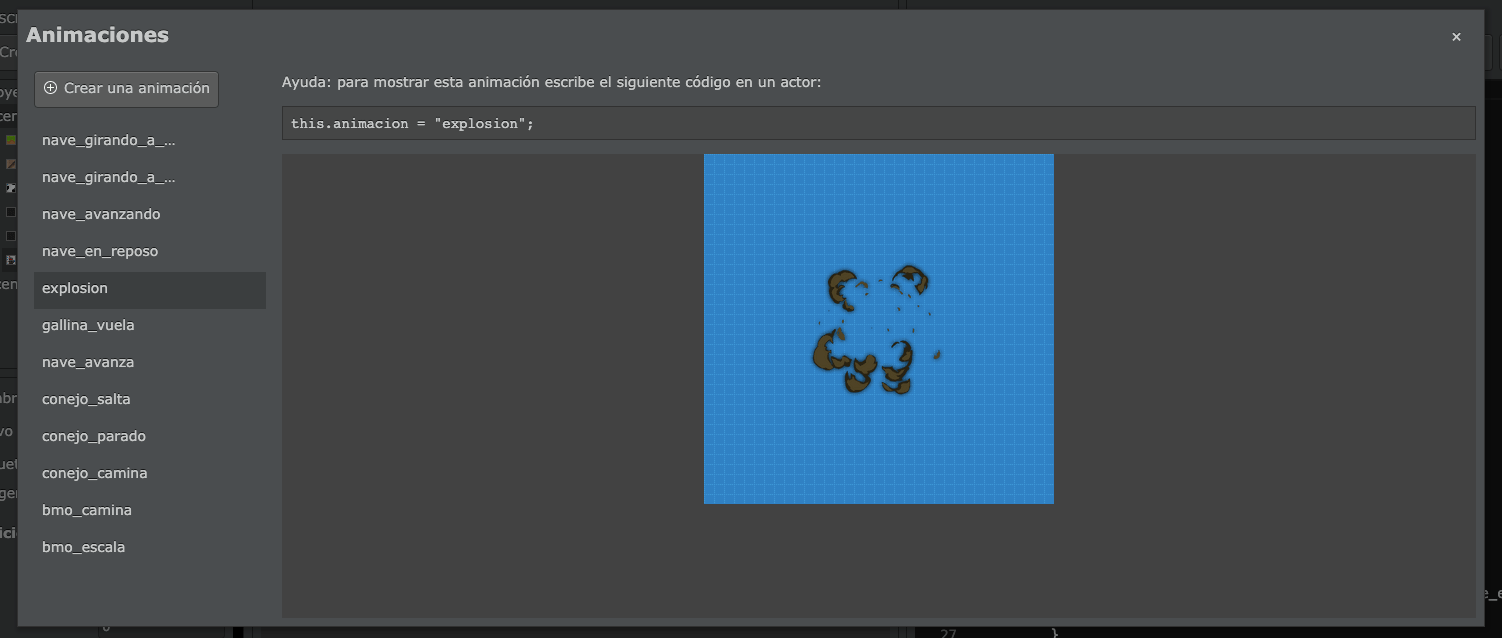 Animaciones
×
Crear una animación
Ayuda: para mostrar esta animación escribe el siguiente código en un actor:
this.animacion = "explosion";
nave_girando_a_...
nave_girando_a_...
nave_avanzando
nave_en_reposo
explosion
gallina_vuela
nave_avanza
conejo_salta
conejo_parado
conejo_camina
bmo_camina
bmo_escala
27 }